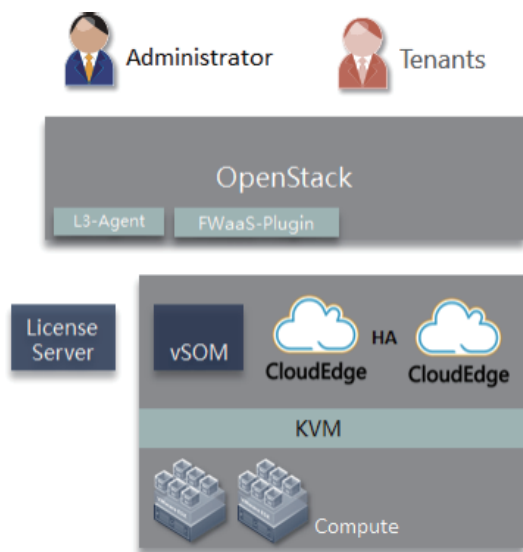 Administrator
Tenants
OpenStack
L3-Agent
FWaaS-Plugin
License
Server
vSOM
CloudEdge
HA
CloudEdge
KVM
Compute